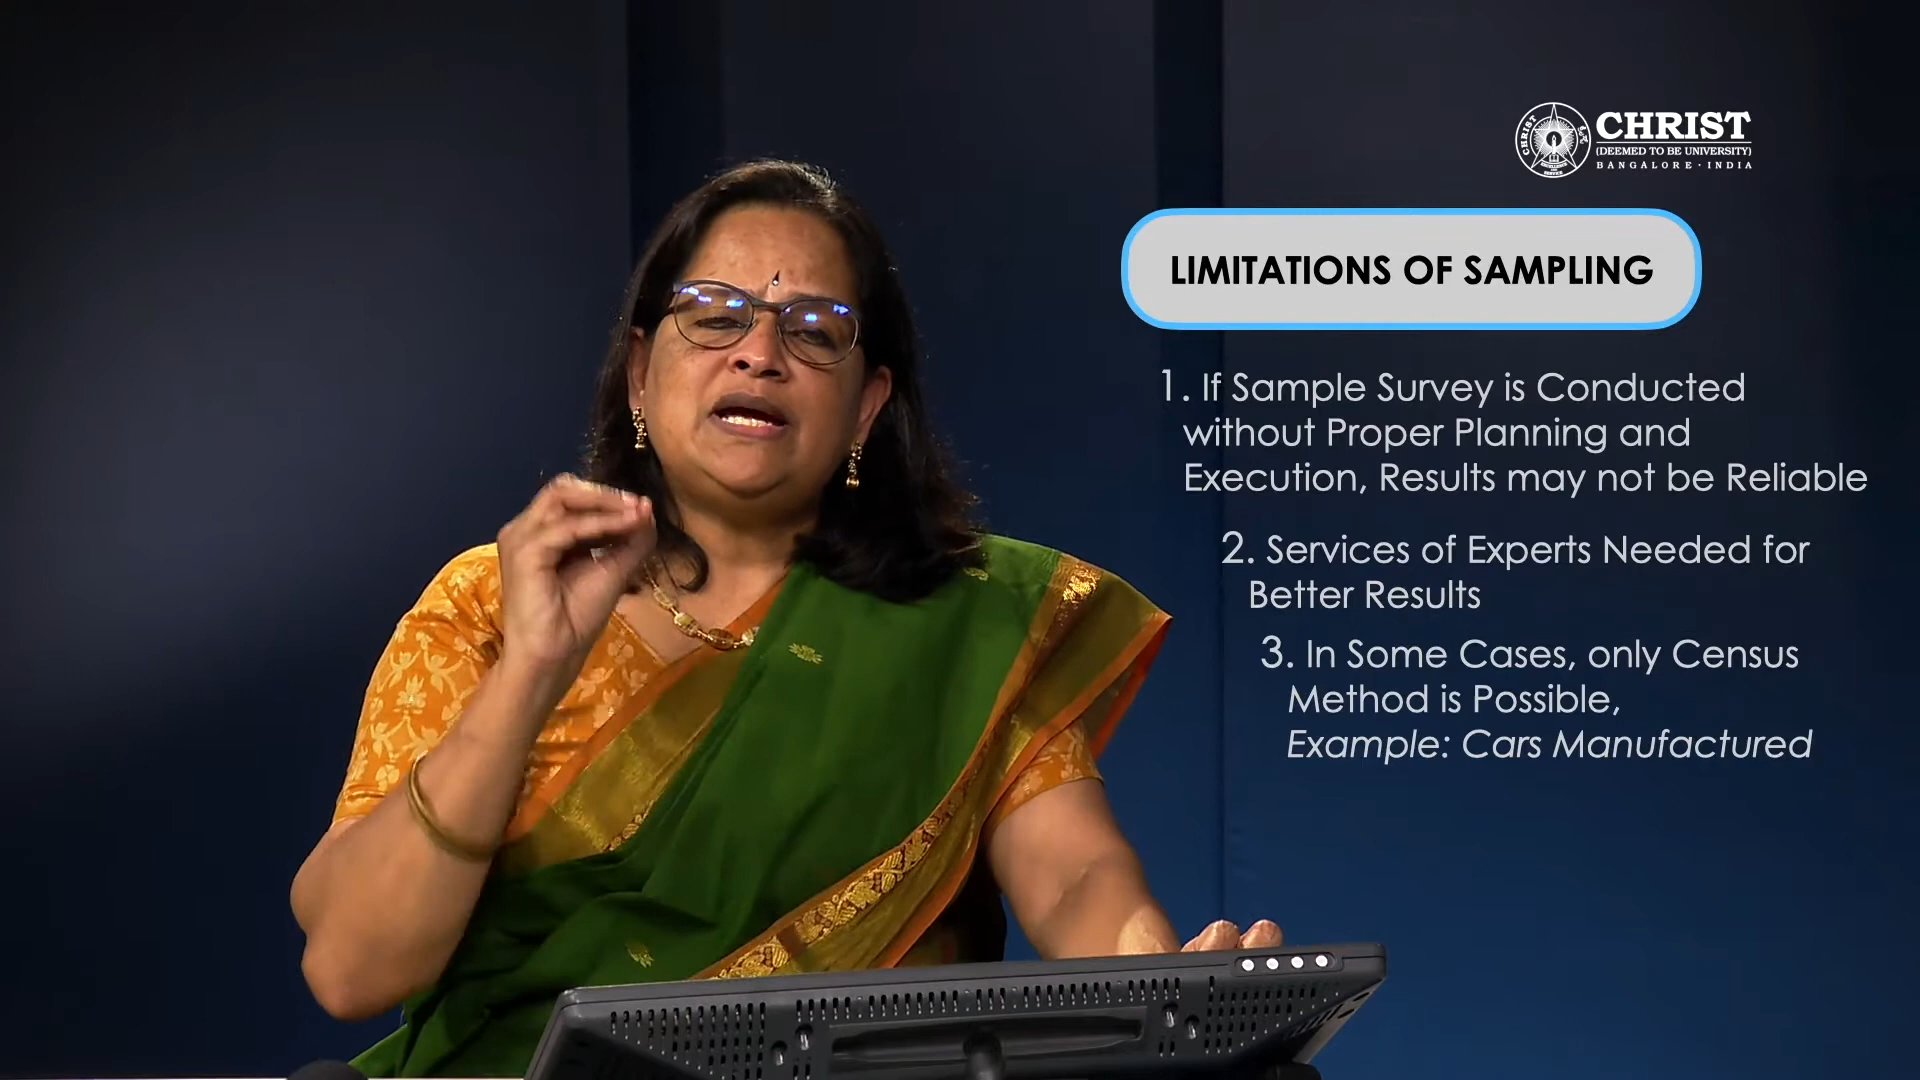 CHRIST
(DEEMED TO BE UNIVERSITY)
BANGALORE · INDIA
LIMITATIONS OF SAMPLING
1. If Sample Survey is Conducted
without Proper Planning and
Execution, Results may not be Reliable
2. Services of Experts Needed for
Better Results
3. In Some Cases, only Census
Method is Possible,
Example: Cars Manufactured